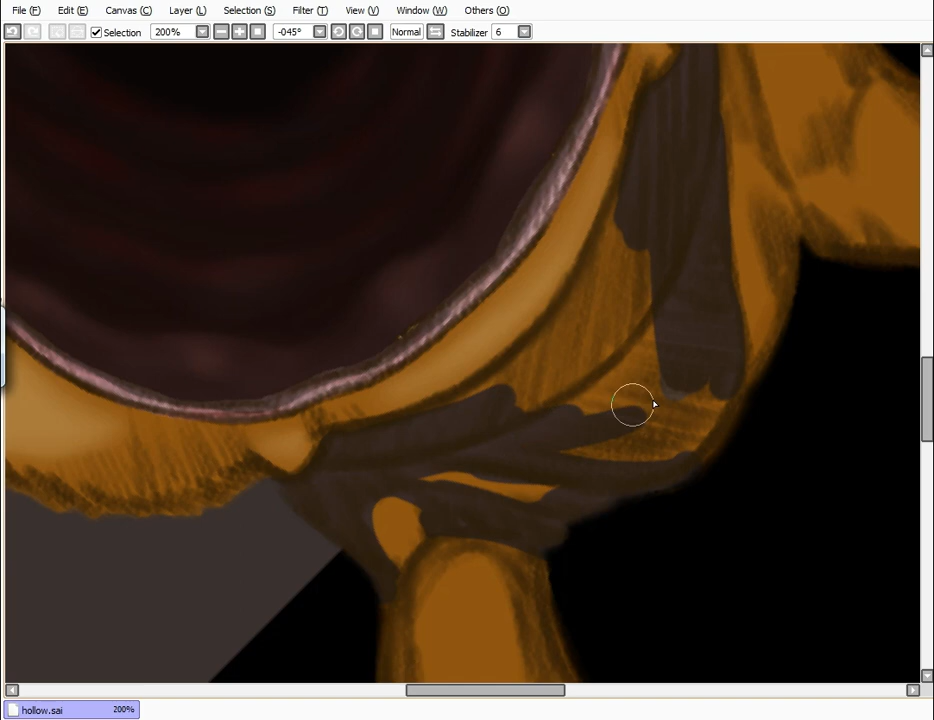 File (F) Edit (E) Canvas (C) Layer (L) Selection (S) Filter (T) View (V) Window (W) Others (O)
Selection 200% -045° Normal Stabilizer 6
hollow.sai 200%